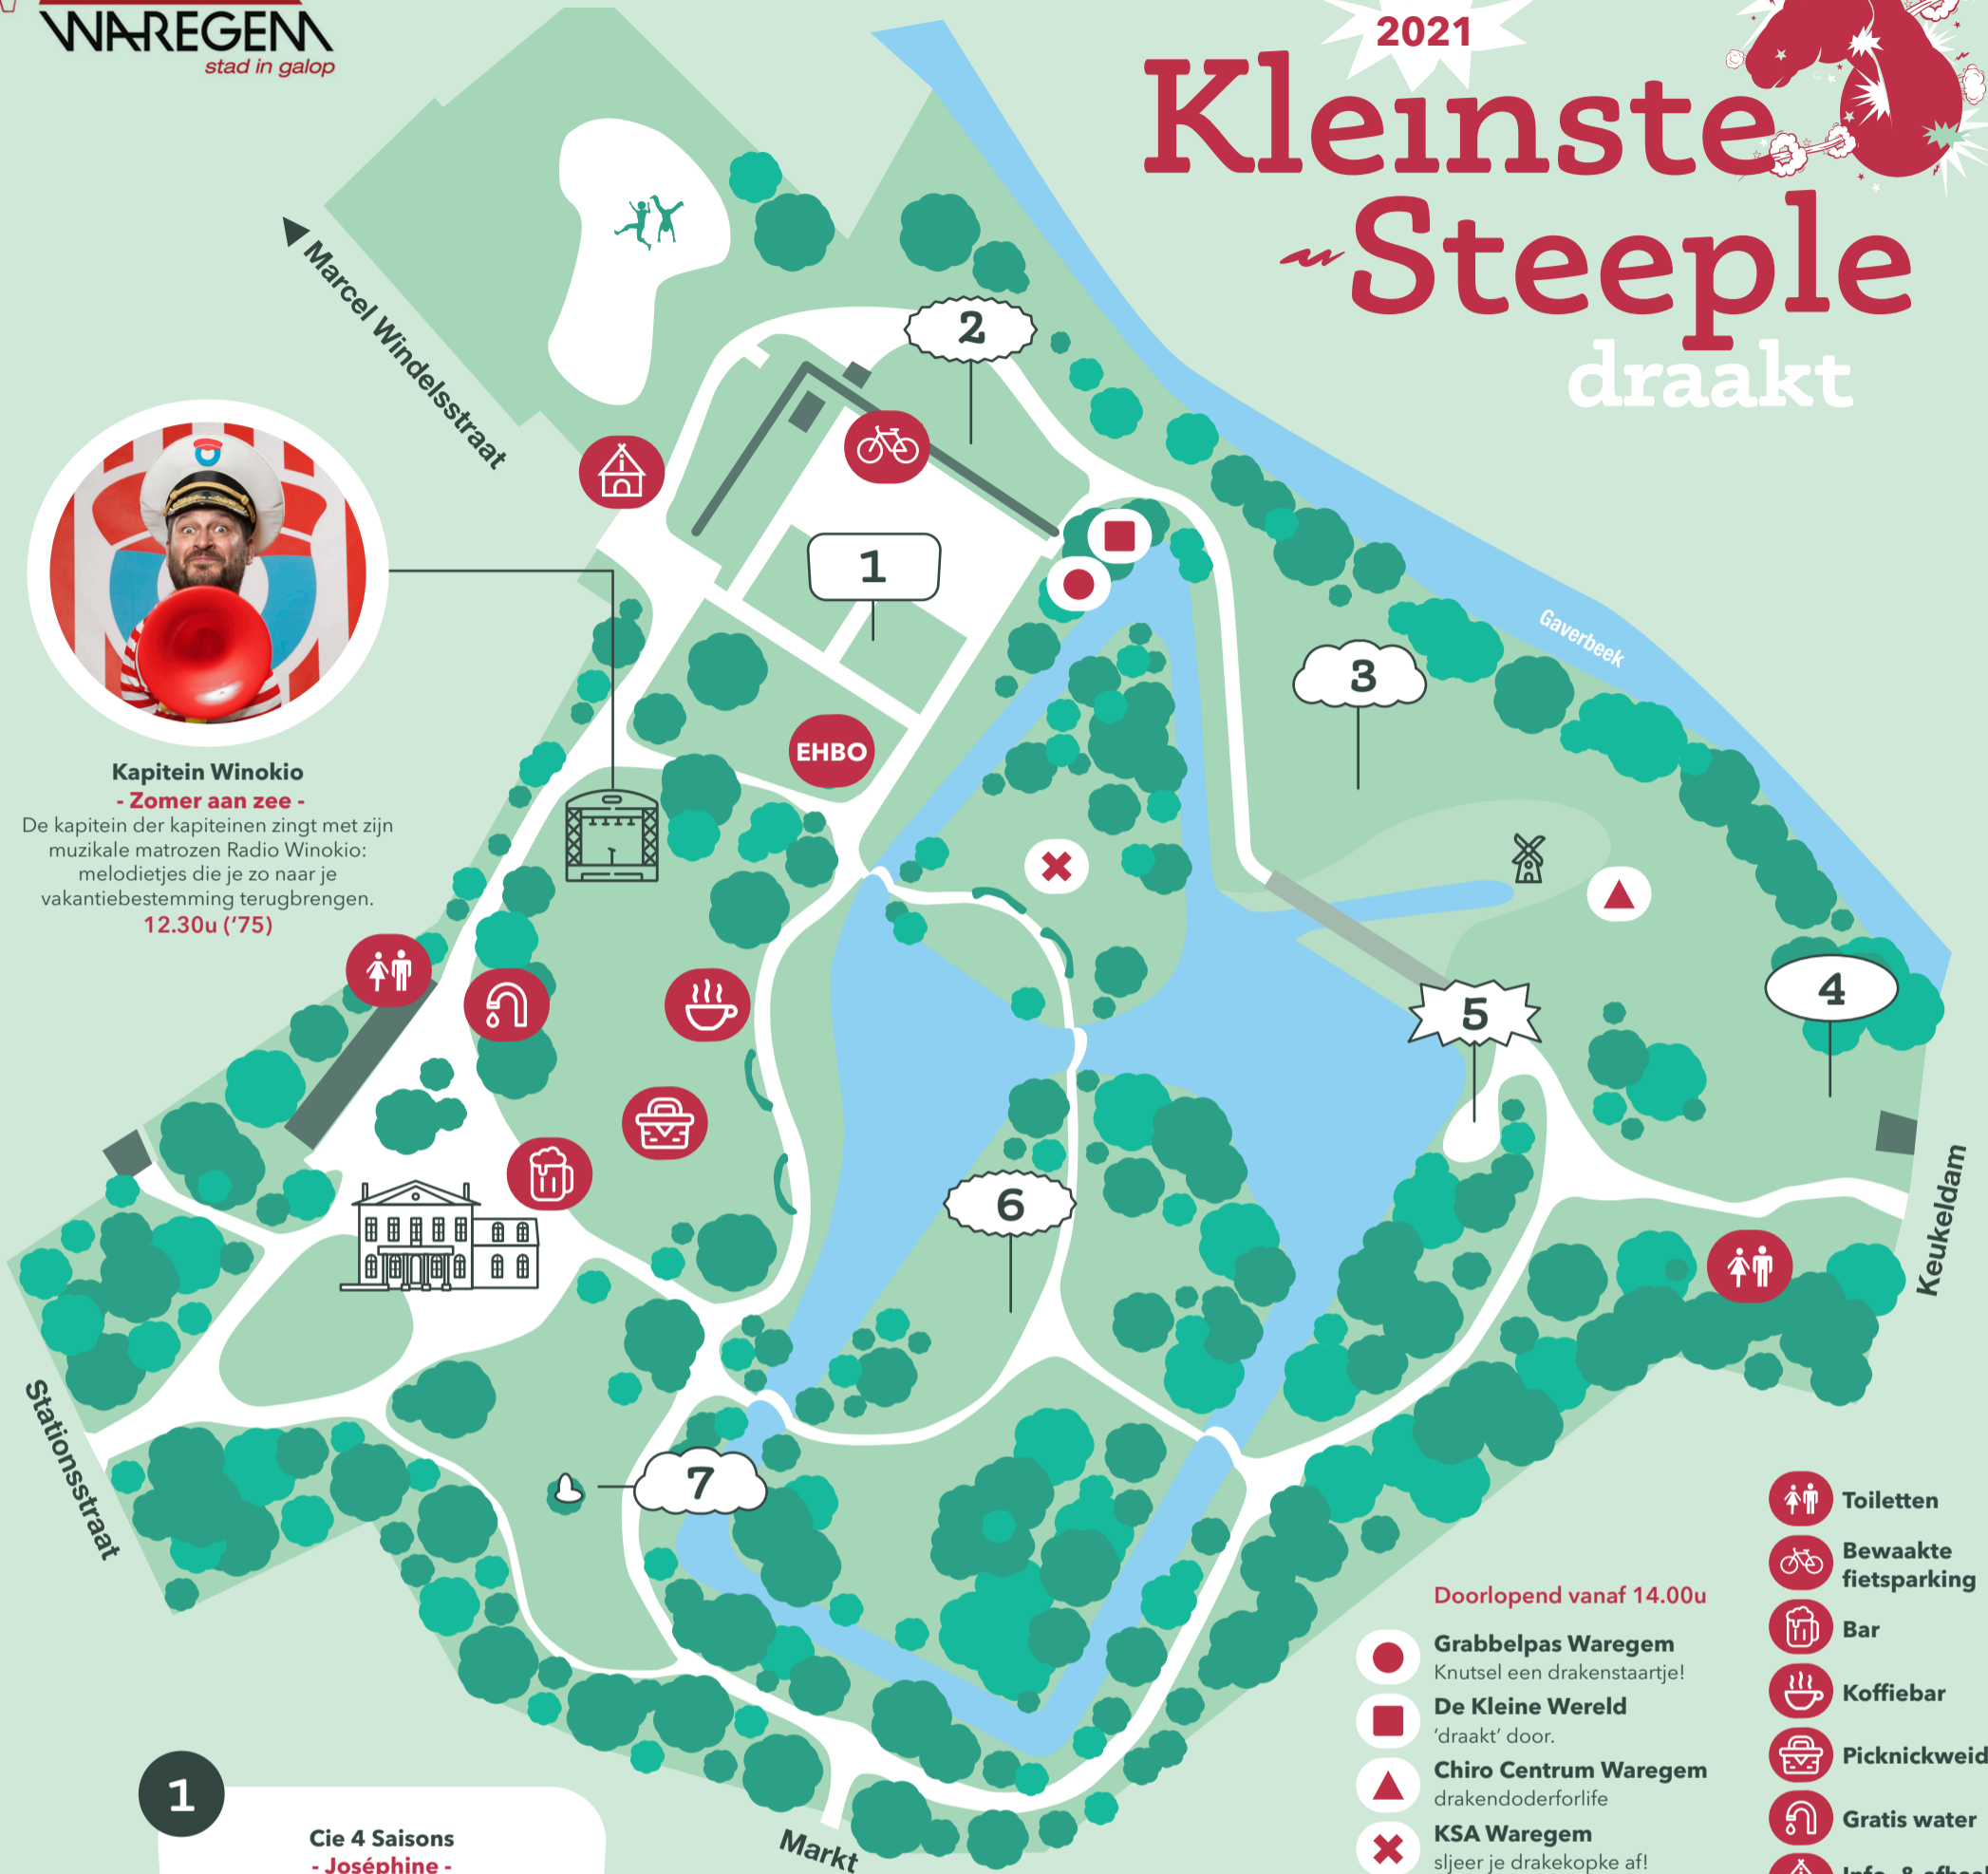 WAREGEM
stad in galop
2021
Kleinste
Steeple
draakt
Marcel Windelsstraat
2
1
EHBO
3
Gaverbeek
4
5
6
7
Keukeldam
Stationsstraat
Markt
Kapitein Winokio
- Zomer aan zee -
De kapitein der kapiteinen zingt met zijn
muzikale matrozen Radio Winokio:
melodietjes die je zo naar je
vakantiebestemming terugbrengen.
12.30u ('75)
1
Cie 4 Saisons
- Joséphine -
Doorlopend vanaf 14.00u
Grabbelpas Waregem
Knutsel een drakenstaartje!
De Kleine Wereld
'draakt' door.
Chiro Centrum Waregem
drakendoderforlife
KSA Waregem
sljeer je drakekopke af!
Toiletten
Bewaakte
fietsparking
Bar
Koffiebar
Picknickweid
Gratis water